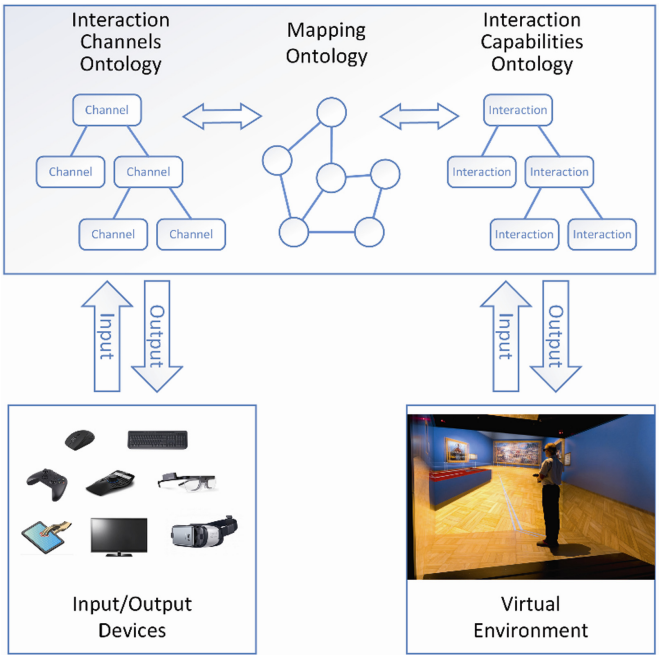 Interaction
Channels
Ontology
Mapping
Ontology
Interaction
Capabilities
Ontology
Channel
Channel
Channel
Channel
Channel
Interaction
Interaction
Interaction
Interaction
Interaction
Input
Output
Input
Output
Input/Output
Devices
Virtual
Environment